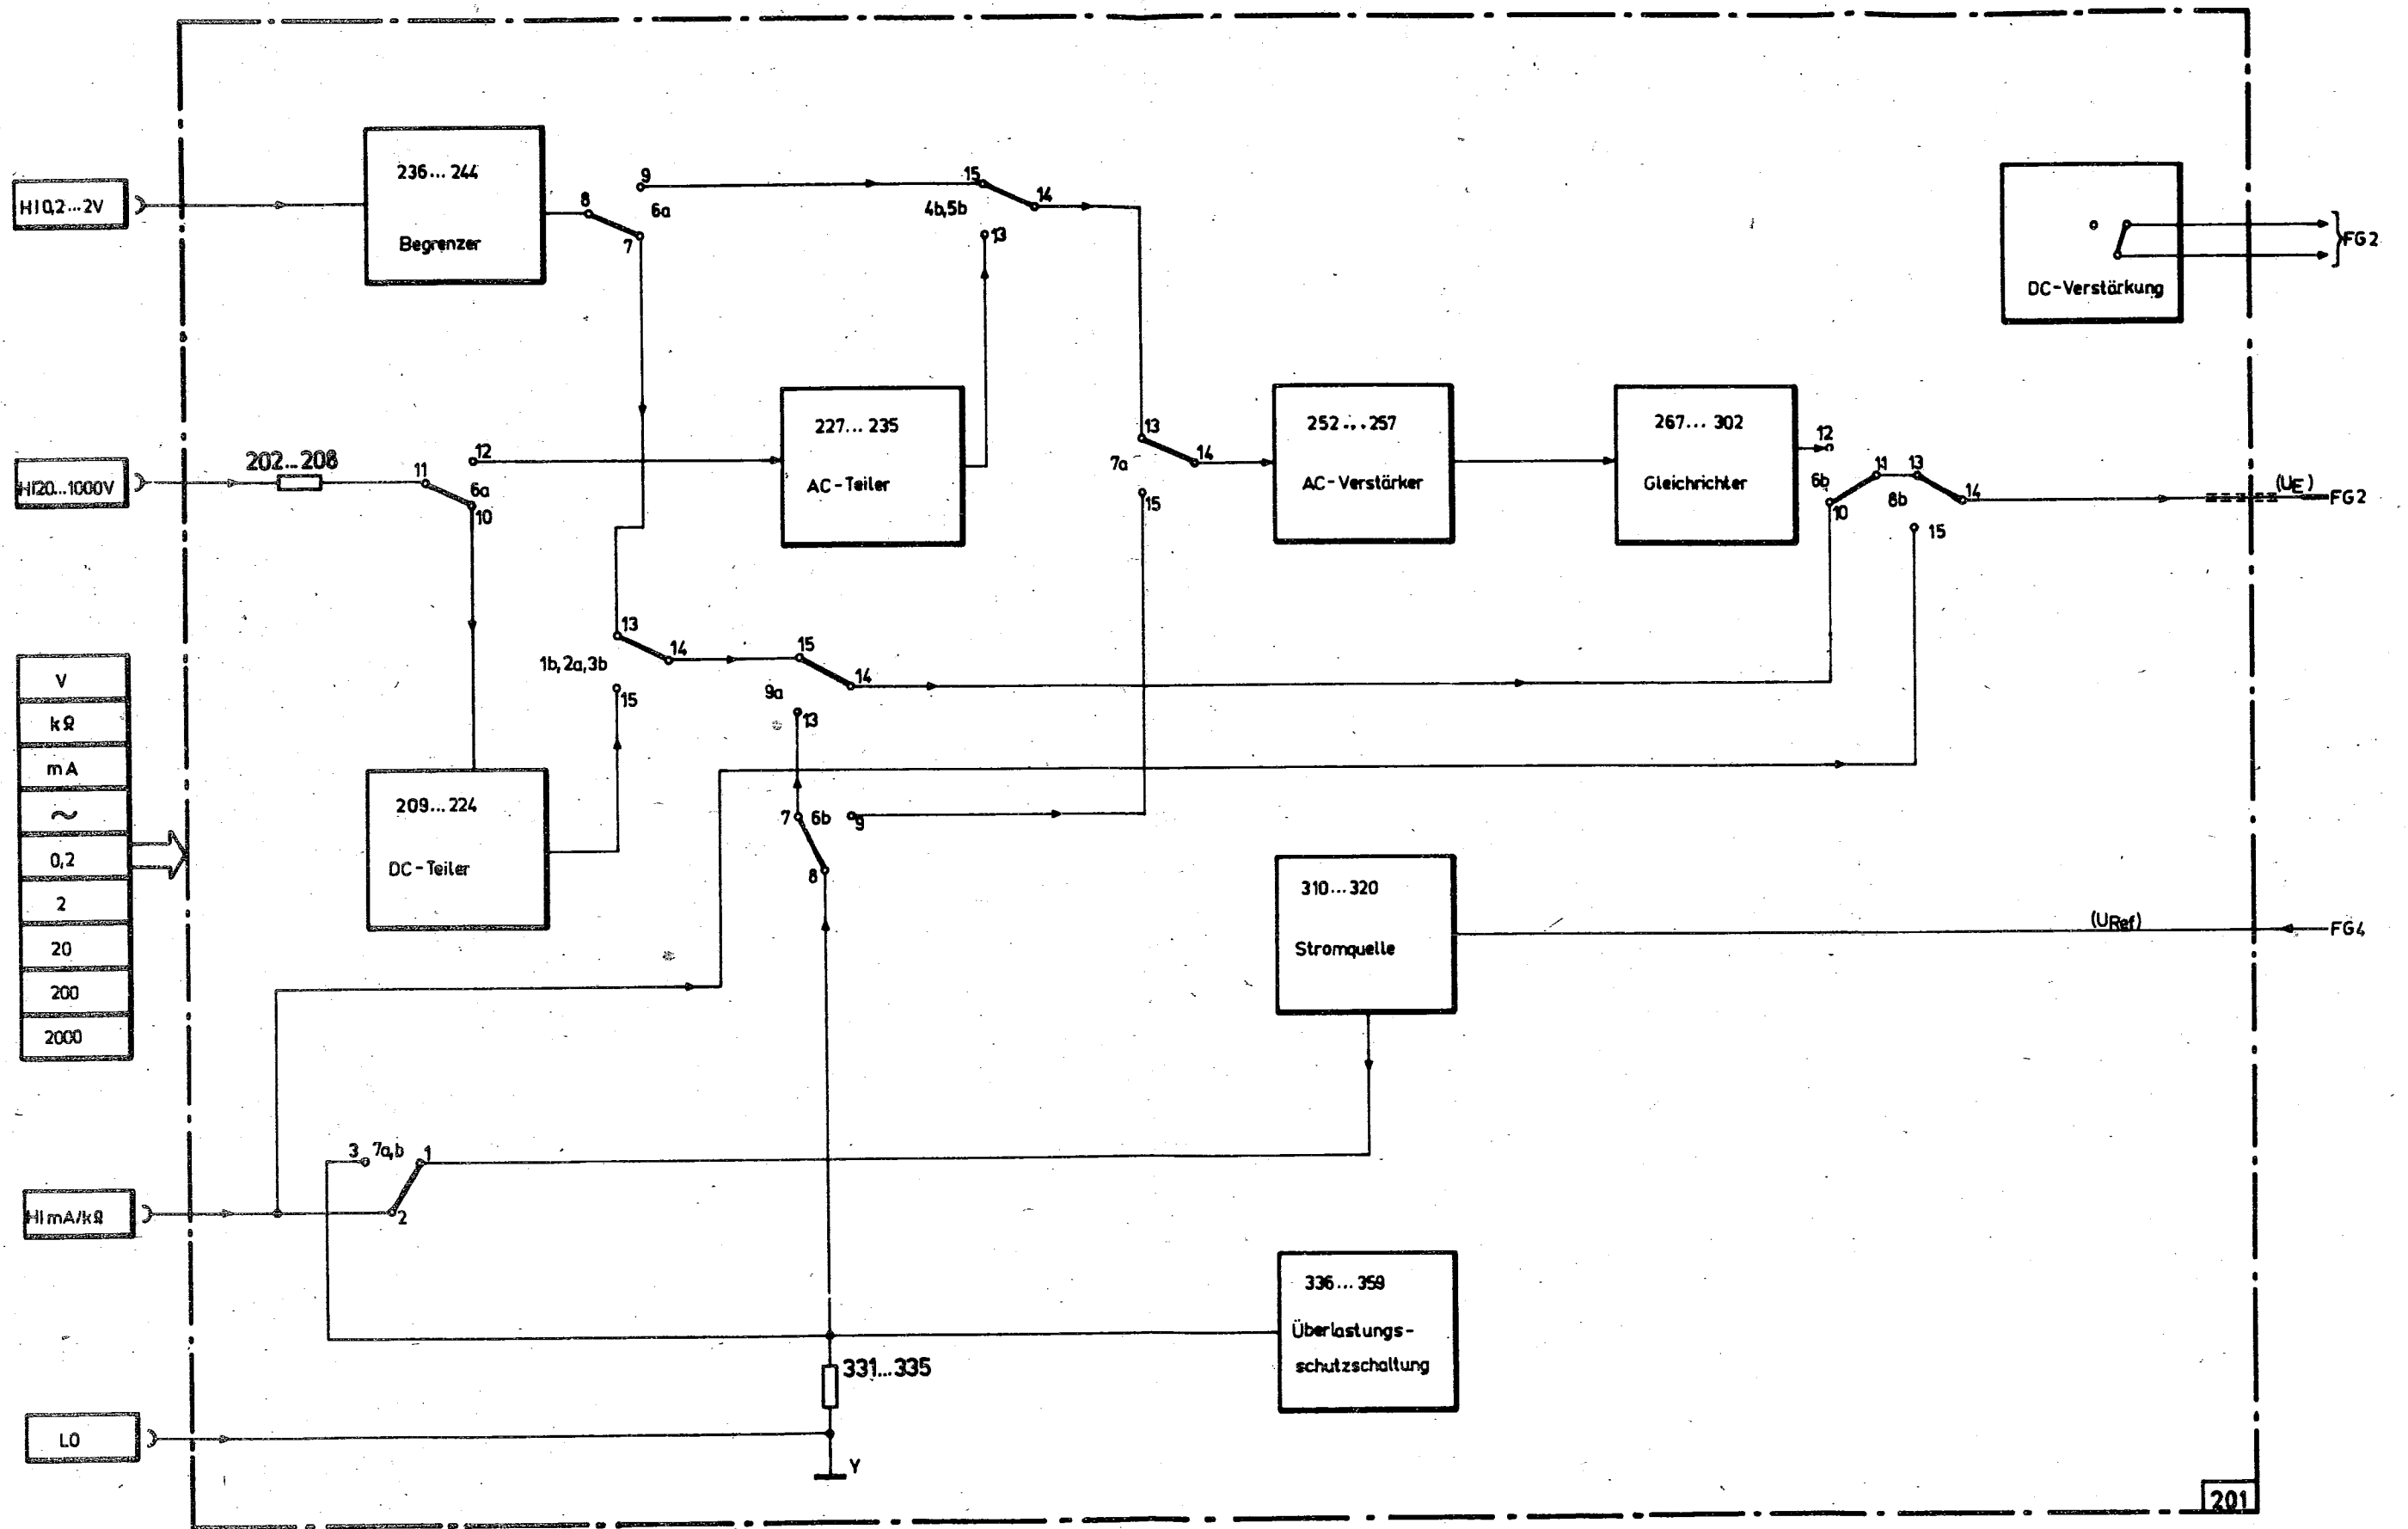 236...244
Begrenzer
HI 0,2...2V
8
9
6a
7
15
14
4b,5b
13
FG2
DC-Verstärkung
HI20...1000V
202...208
11
12
6a
10
227...235
AC-Teiler
13
14
7a
15
252...257
AC-Verstärker
267...302
Gleichrichter
12
6b
10
11
13
8b
14
15
(UE)
FG2
13
14
1b,2a,3b
15
15
14
9a
13
V
kΩ
mA
~
0,2
2
20
200
2000
209...224
DC-Teiler
7
6b
9
8
310...320
Stromquelle
(URef)
FG4
3
7a,b
1
2
HI mA/kΩ
336...359
Überlastungs-
schutzschaltung
331...335
LO
Y
201